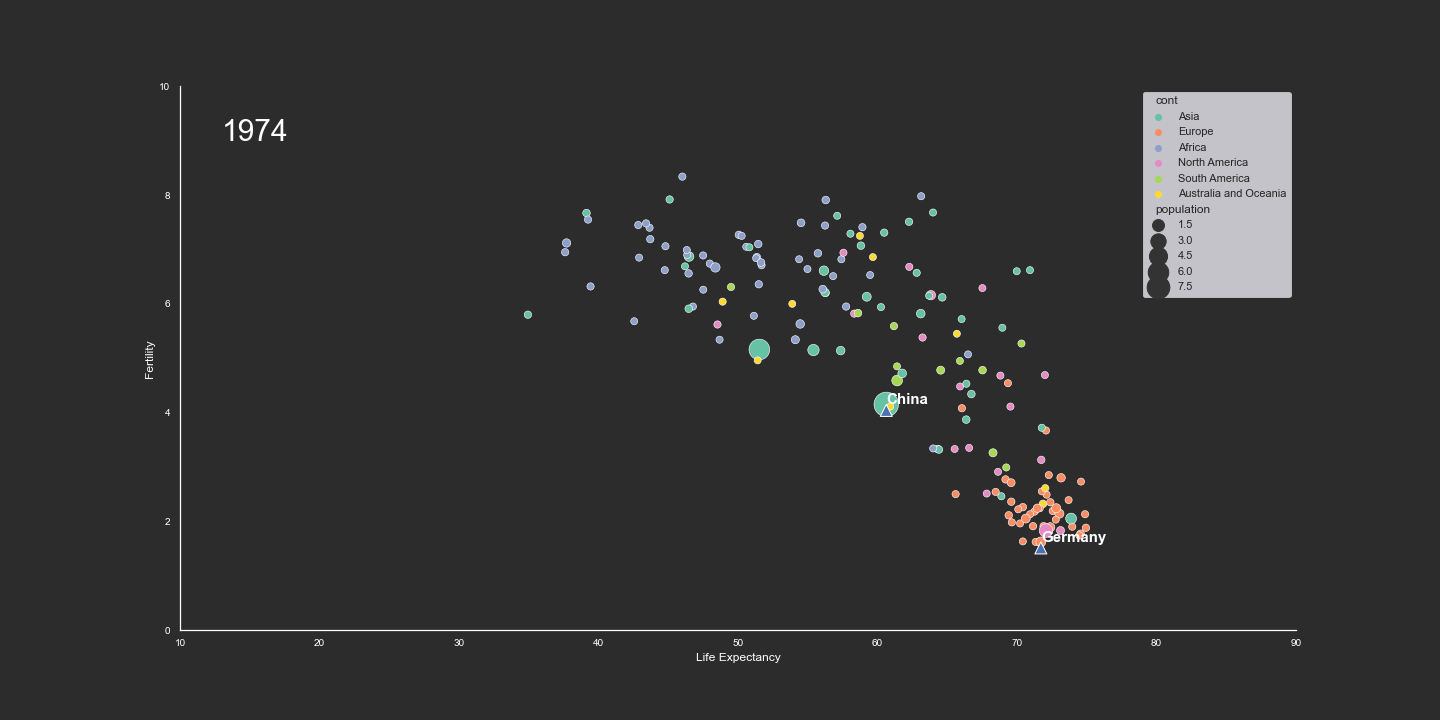 1974
10
8
6
4
2
0
Fertility
10 20 30 40 50 60 70 80 90
Life Expectancy
China
Germany
cont
Asia
Europe
Africa
North America
South America
Australia and Oceania
population
1.5
3.0
4.5
6.0
7.5